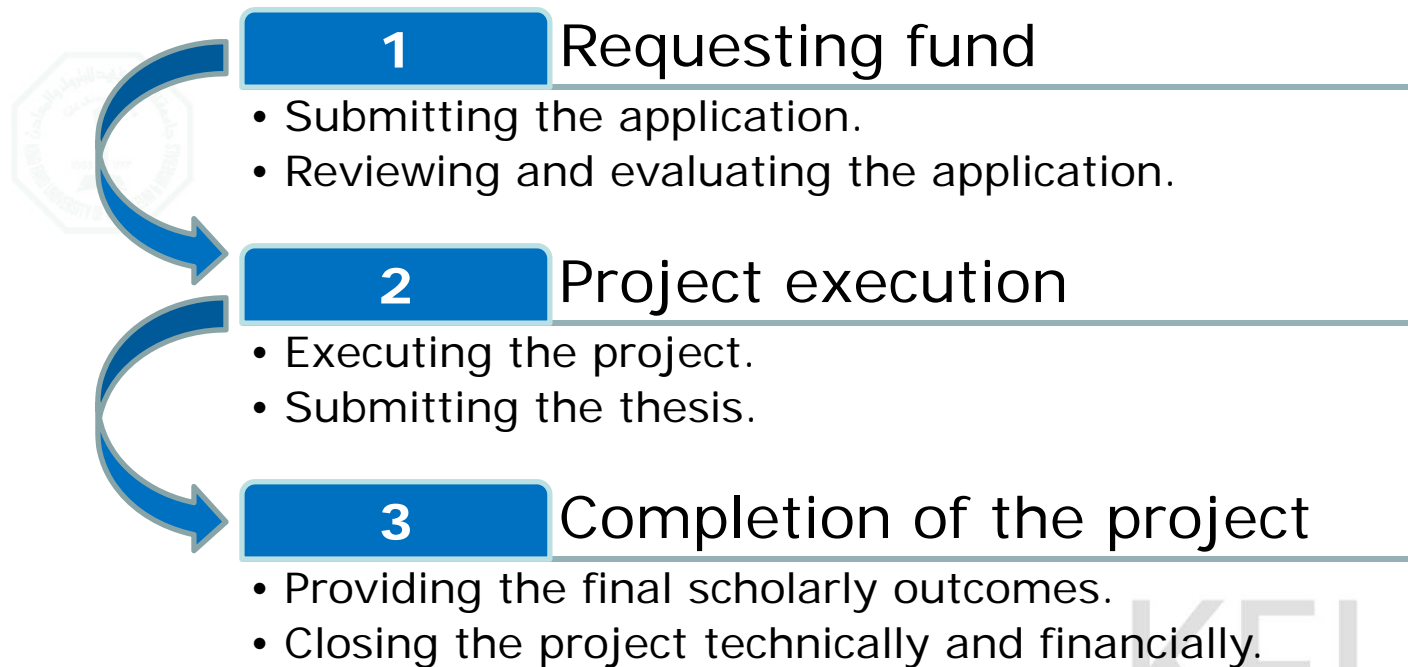 1 Requesting fund
• Submitting the application.
• Reviewing and evaluating the application.
2 Project execution
• Executing the project.
• Submitting the thesis.
3 Completion of the project
• Providing the final scholarly outcomes.
• Closing the project technically and financially.